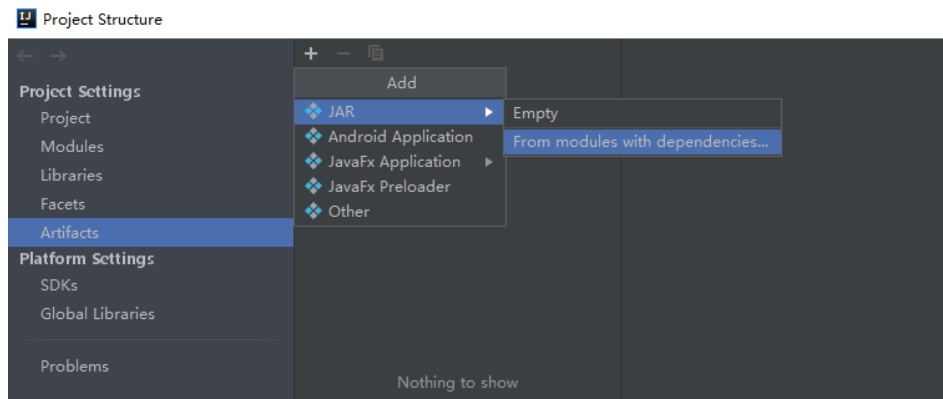 Project Structure
Project Settings
Project
Modules
Libraries
Facets
Artifacts
Platform Settings
SDKs
Global Libraries
Problems
Add
JAR
Android Application
JavaFx Application
JavaFx Preloader
Other
Empty
From modules with dependencies...
Nothing to show